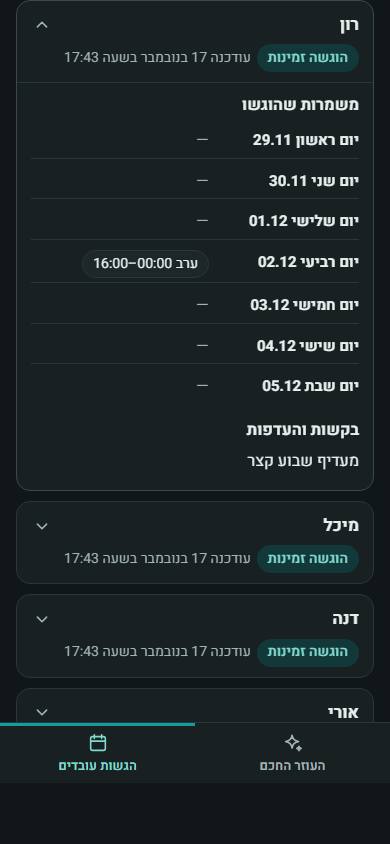 רון
הוגשה זמינות עודכנה 17 בנובמבר בשעה 17:43
משמרות שהוגשו
יום ראשון 29.11 —
יום שני 30.11 —
יום שלישי 01.12 —
יום רביעי 02.12 ערב 16:00–00:00
יום חמישי 03.12 —
יום שישי 04.12 —
יום שבת 05.12 —
בקשות והעדפות
מעדיף שבוע קצר
מיכל
הוגשה זמינות עודכנה 17 בנובמבר בשעה 17:43
דנה
הוגשה זמינות עודכנה 17 בנובמבר בשעה 17:43
אורי
העוזר החכם הגשות עובדים